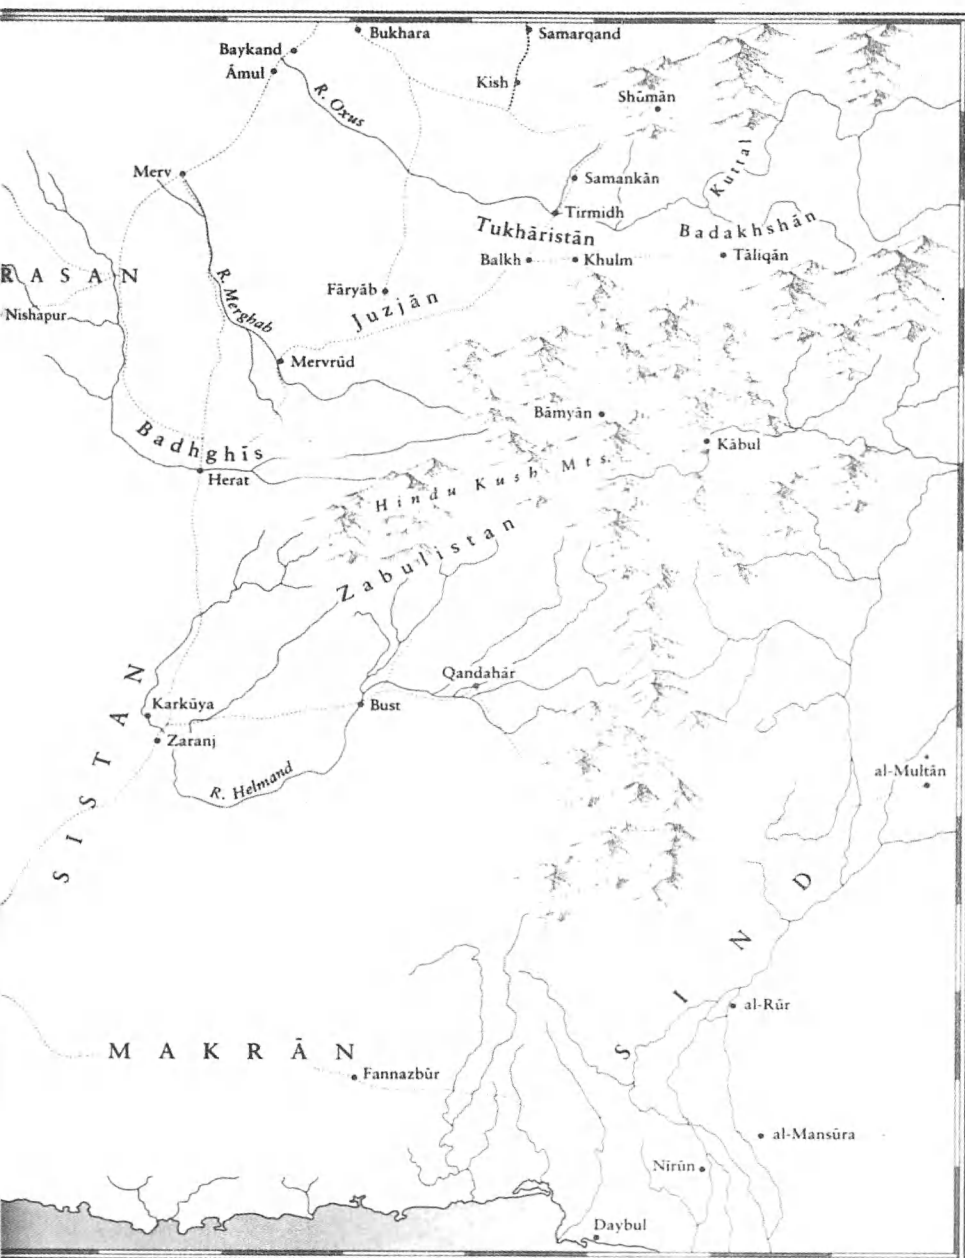 Bukhara
Samarqand
Baykand
Āmul
Kish
R. Oxus
Shūmān
Merv
Kuttal
Samankān
Tirmidh
Tukhāristān
Badakhshān
Balkh
Khulm
Tāliqān
RASAN
R. Merghab
Fāryāb
Juzjān
Nishapur
Mervrūd
Bāmyān
Badhghīs
Kābul
Herat
Hindu Kush Mts.
Zabulistan
Qandahār
SISTAN
Karkūya
Bust
Zaranj
R. Helmand
al-Multān
SIND
al-Rūr
MAKRĀN
Fannazbūr
al-Mansūra
Nīrūn
Daybul